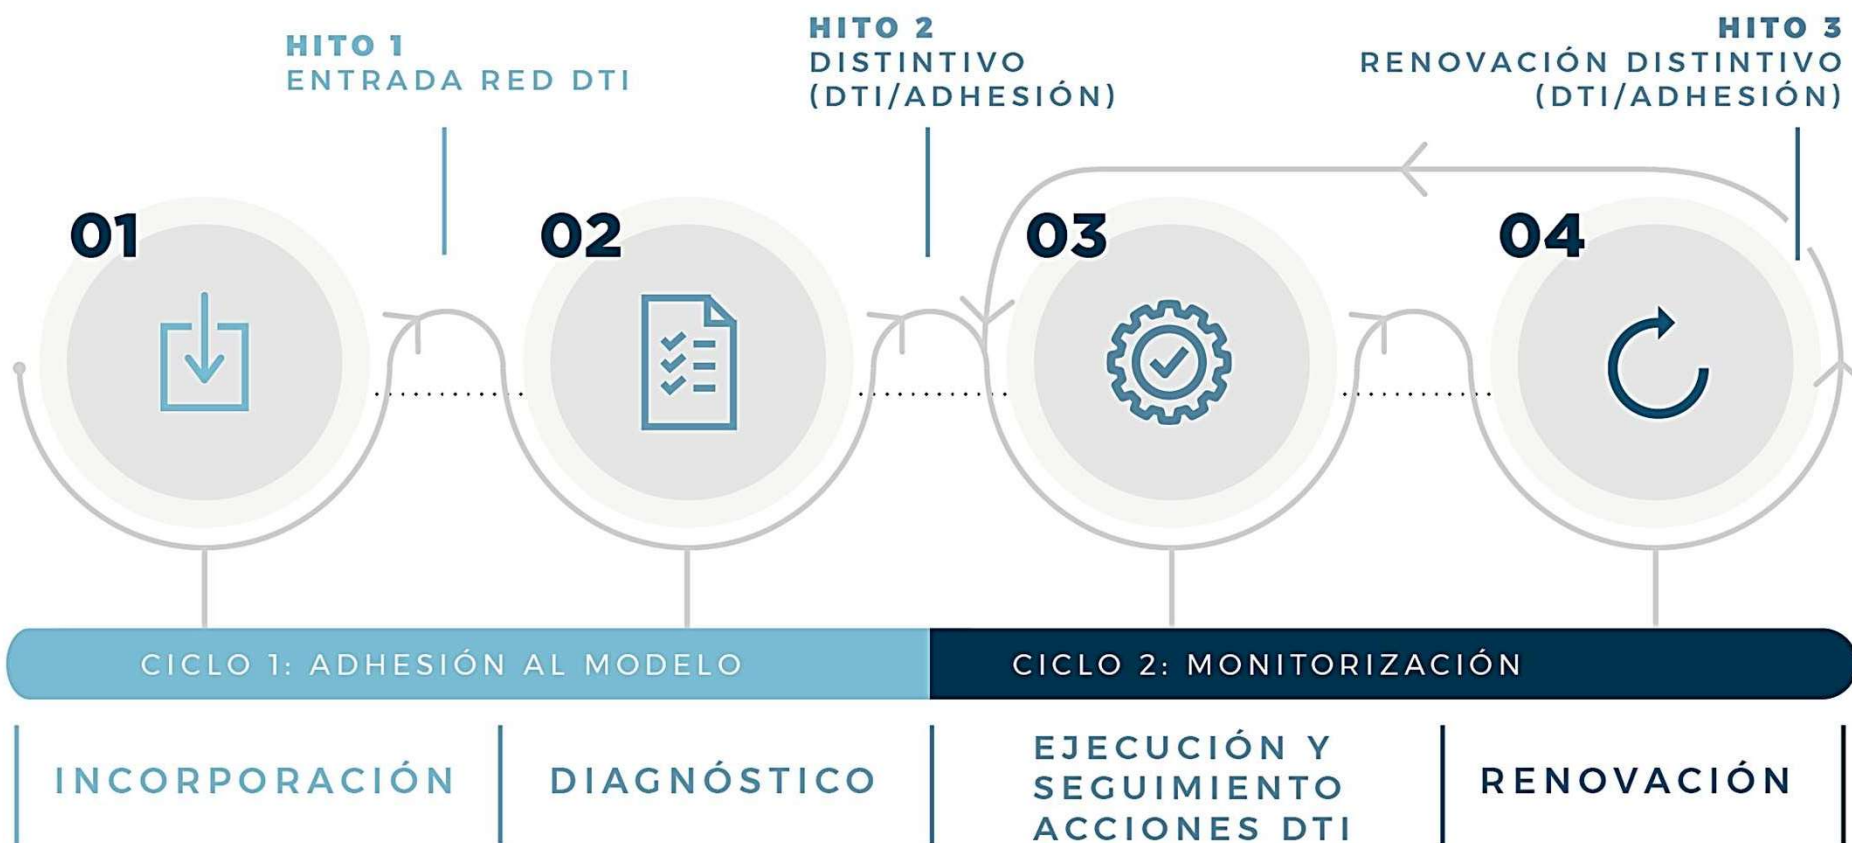 HITO 1
ENTRADA RED DTI
HITO 2
DISTINTIVO
(DTI/ADHESIÓN)
HITO 3
RENOVACIÓN DISTINTIVO
(DTI/ADHESIÓN)
01
02
03
04
CICLO 1: ADHESIÓN AL MODELO
CICLO 2: MONITORIZACIÓN
INCORPORACIÓN
DIAGNÓSTICO
EJECUCIÓN Y
SEGUIMIENTO
ACCIONES DTI
RENOVACIÓN